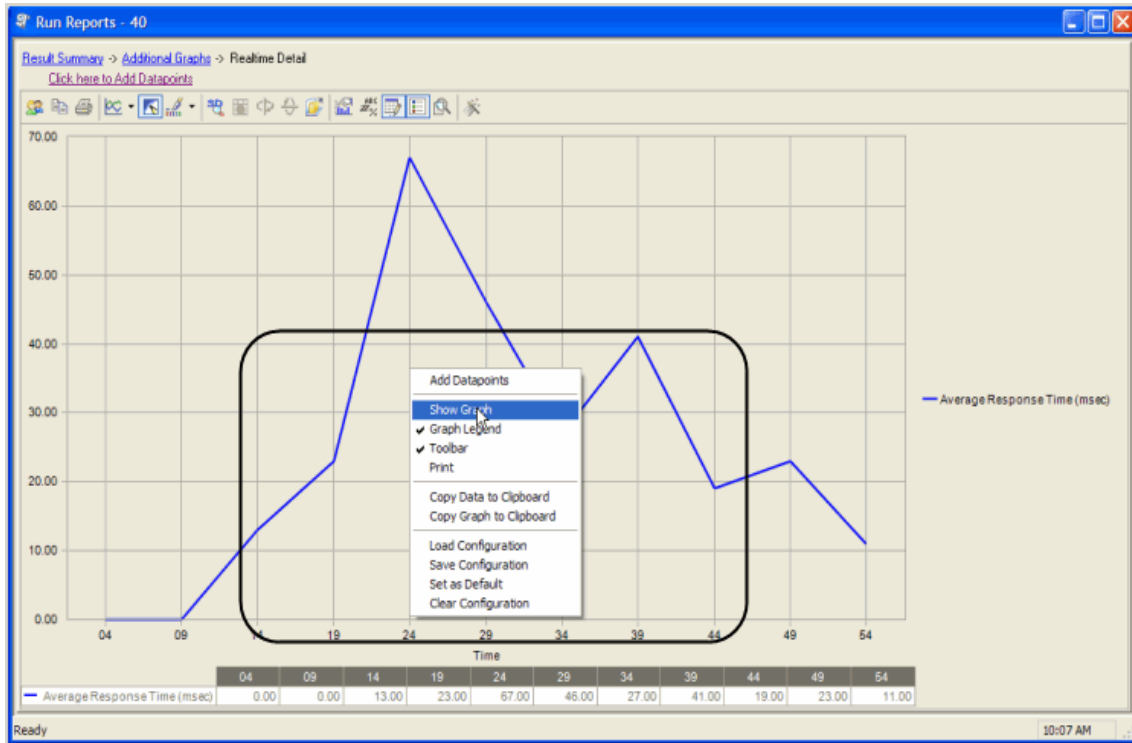 Run Reports - 40
Result Summary -> Additional Graphs -> Realtime Detail
Click here to Add Datapoints
70.00
60.00
50.00
40.00
30.00
20.00
10.00
0.00
Add Datapoints
Show Graph
Graph Legend
Toolbar
Print
Copy Data to Clipboard
Copy Graph to Clipboard
Load Configuration
Save Configuration
Set as Default
Clear Configuration
Average Response Time (msec)
04 09 14 19 24 29 34 39 44 49 54
Time
04 09 14 19 24 29 34 39 44 49 54
Average Response Time (msec) 0.00 0.00 13.00 23.00 67.00 46.00 27.00 41.00 19.00 23.00 11.00
Ready 10:07 AM